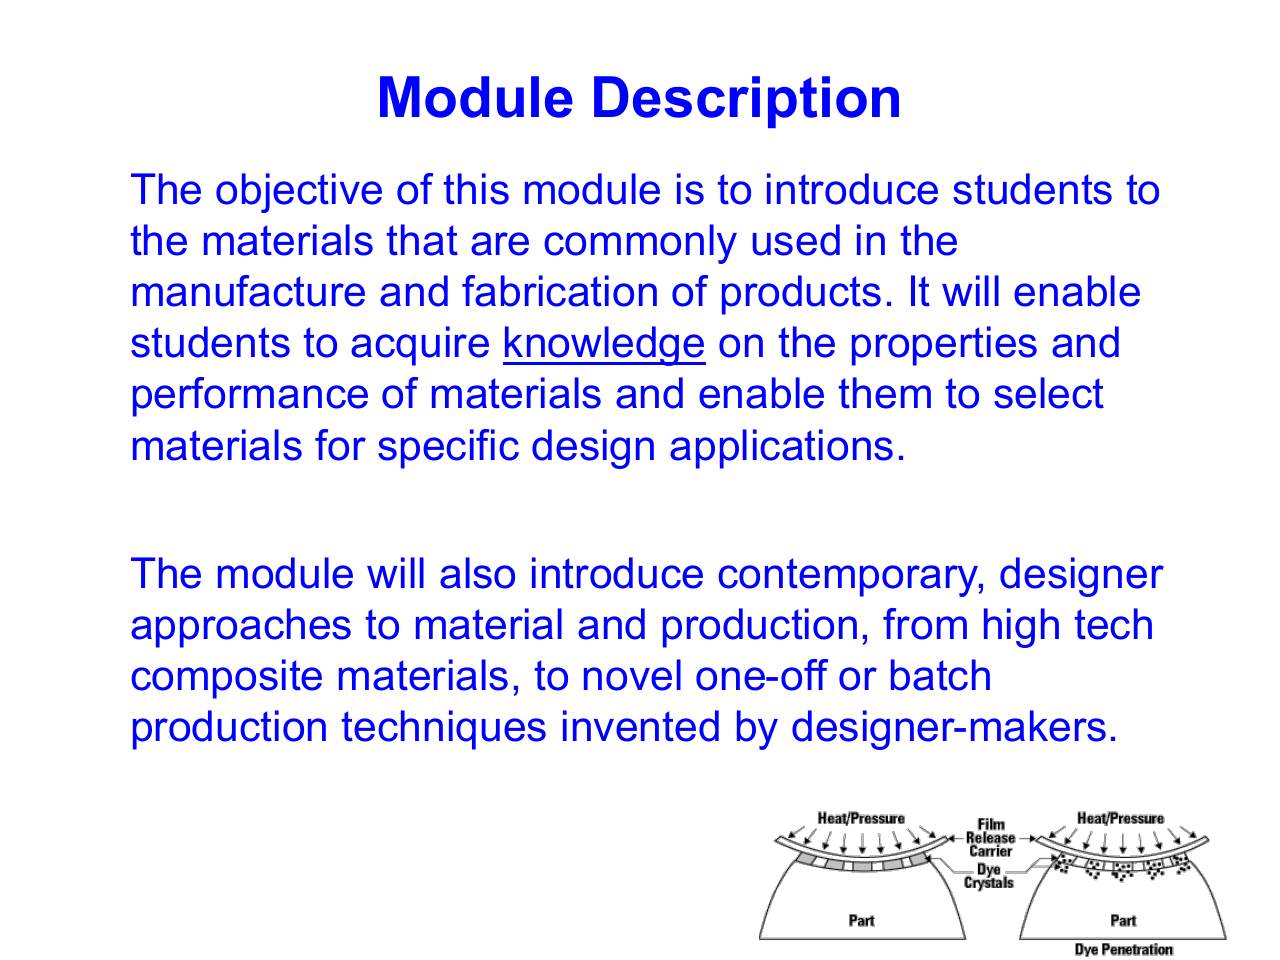 Module Description
The objective of this module is to introduce students to
the materials that are commonly used in the
manufacture and fabrication of products. It will enable
students to acquire knowledge on the properties and
performance of materials and enable them to select
materials for specific design applications.
The module will also introduce contemporary, designer
approaches to material and production, from high tech
composite materials, to novel one-off or batch
production techniques invented by designer-makers.
Heat/Pressure
Film
Release
Carrier
Heat/Pressure
Dye
Crystals
Part
Part
Dye Penetration